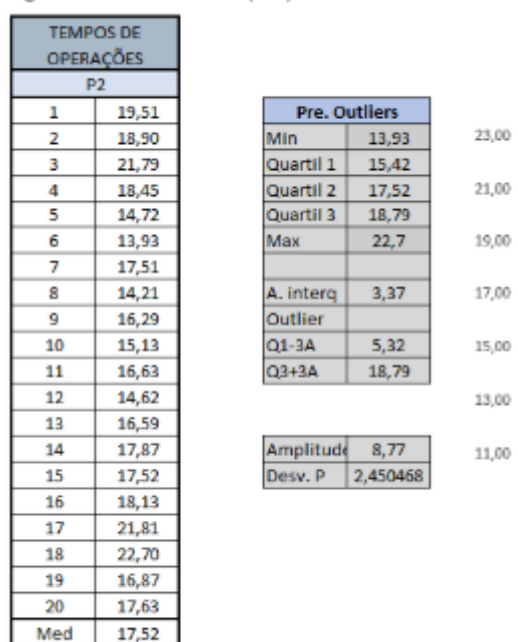 TEMPOS DE
OPERAÇÕES
P2
1 19,51
2 18,90
3 21,79
4 18,45
5 14,72
6 13,93
7 17,51
8 14,21
9 16,29
10 15,13
11 16,63
12 14,62
13 16,59
14 17,87
15 17,52
16 18,13
17 21,81
18 22,70
19 16,87
20 17,63
Med 17,52
Pre. Outliers
Min 13,93
Quartil 1 15,42
Quartil 2 17,52
Quartil 3 18,79
Max 22,7
A. interq 3,37
Outlier
Q1-3A 5,32
Q3+3A 18,79
Amplitude 8,77
Desv. P 2,450468
23,00
21,00
19,00
17,00
15,00
13,00
11,00